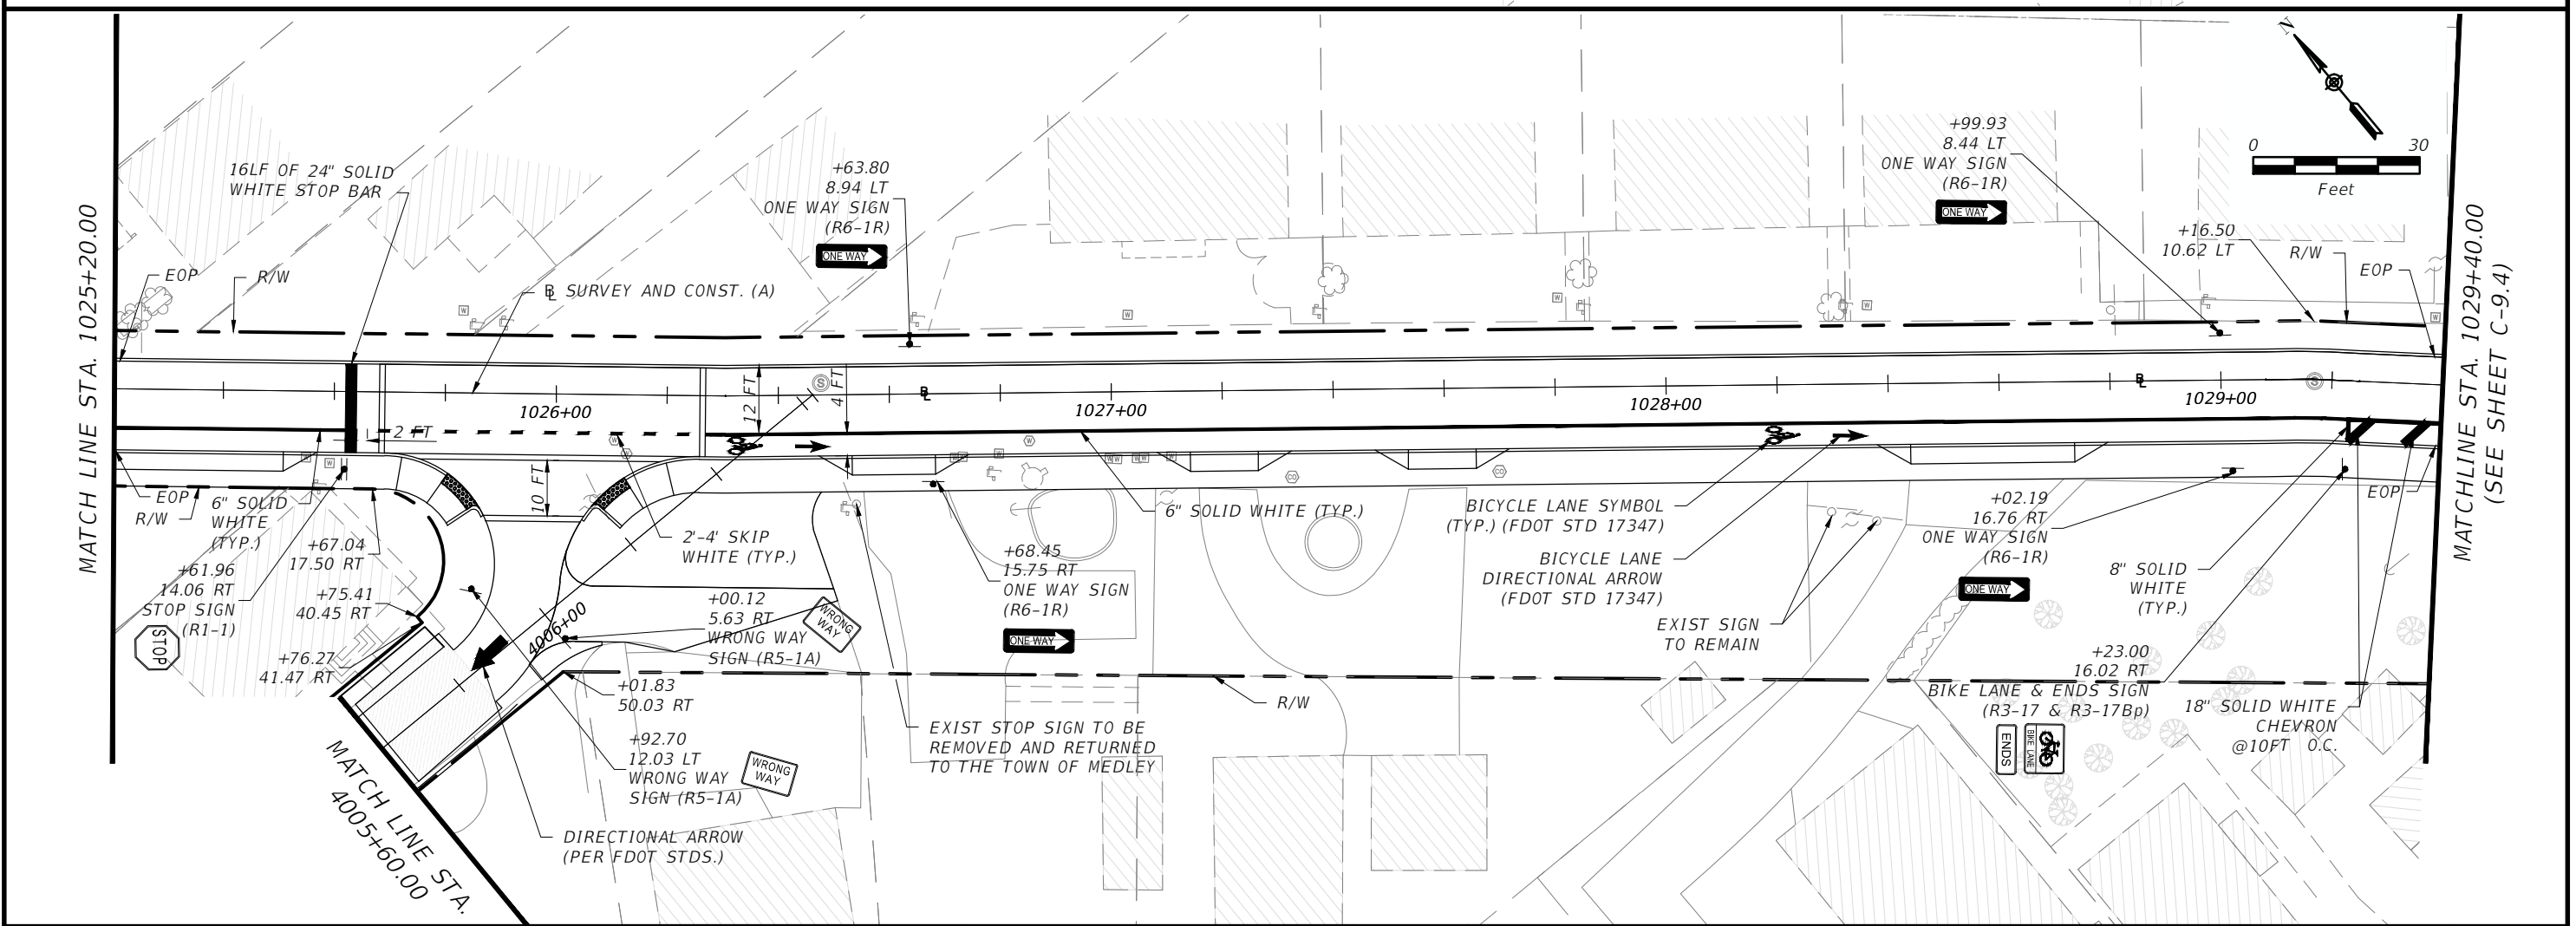 MATCH LINE STA. 1025+20.00
16LF OF 24" SOLID
WHITE STOP BAR
EOP
R/W
℄ SURVEY AND CONST. (A)
+63.80
8.94 LT
ONE WAY SIGN
(R6-1R)
ONE WAY
+99.93
8.44 LT
ONE WAY SIGN
(R6-1R)
ONE WAY
N
0 30
Feet
+16.50
10.62 LT
R/W
EOP
MATCHLINE STA. 1029+40.00
(SEE SHEET C-9.4)
1026+00
1027+00
1028+00
1029+00
12 FT
4 FT
2 FT
10 FT
EOP
R/W
6" SOLID
WHITE
(TYP.)
+67.04
17.50 RT
+61.96
14.06 RT
STOP SIGN
(R1-1)
STOP
+75.41
40.45 RT
+76.27
41.47 RT
4006+00
2'-4' SKIP
WHITE (TYP.)
+00.12
5.63 RT
WRONG WAY
SIGN (R5-1A)
WRONG
WAY
+01.83
50.03 RT
+92.70
12.03 LT
WRONG WAY
SIGN (R5-1A)
WRONG
WAY
DIRECTIONAL ARROW
(PER FDOT STDS.)
MATCH LINE STA.
4005+60.00
EXIST STOP SIGN TO BE
REMOVED AND RETURNED
TO THE TOWN OF MEDLEY
+68.45
15.75 RT
ONE WAY SIGN
(R6-1R)
ONE WAY
6" SOLID WHITE (TYP.)
R/W
BICYCLE LANE SYMBOL
(TYP.) (FDOT STD 17347)
BICYCLE LANE
DIRECTIONAL ARROW
(FDOT STD 17347)
EXIST SIGN
TO REMAIN
+02.19
16.76 RT
ONE WAY SIGN
(R6-1R)
ONE WAY
8" SOLID
WHITE
(TYP.)
EOP
+23.00
16.02 RT
BIKE LANE & ENDS SIGN
(R3-17 & R3-17Bp)
ENDS
BIKE LANE
18" SOLID WHITE
CHEVRON
@10FT O.C.